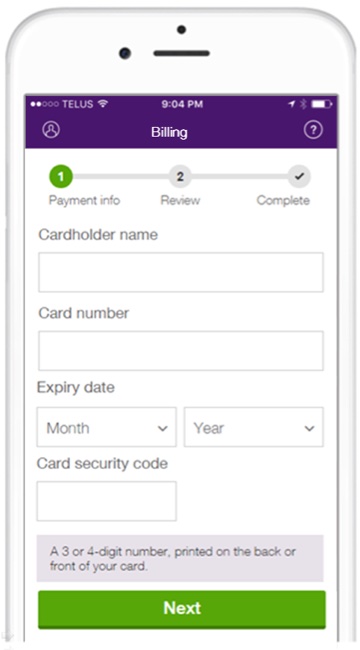 TELUS 9:04 PM
Billing
?
1 2
Payment info Review Complete
Cardholder name
Card number
Expiry date
Month Year
Card security code
A 3 or 4-digit number, printed on the back or
front of your card.
Next